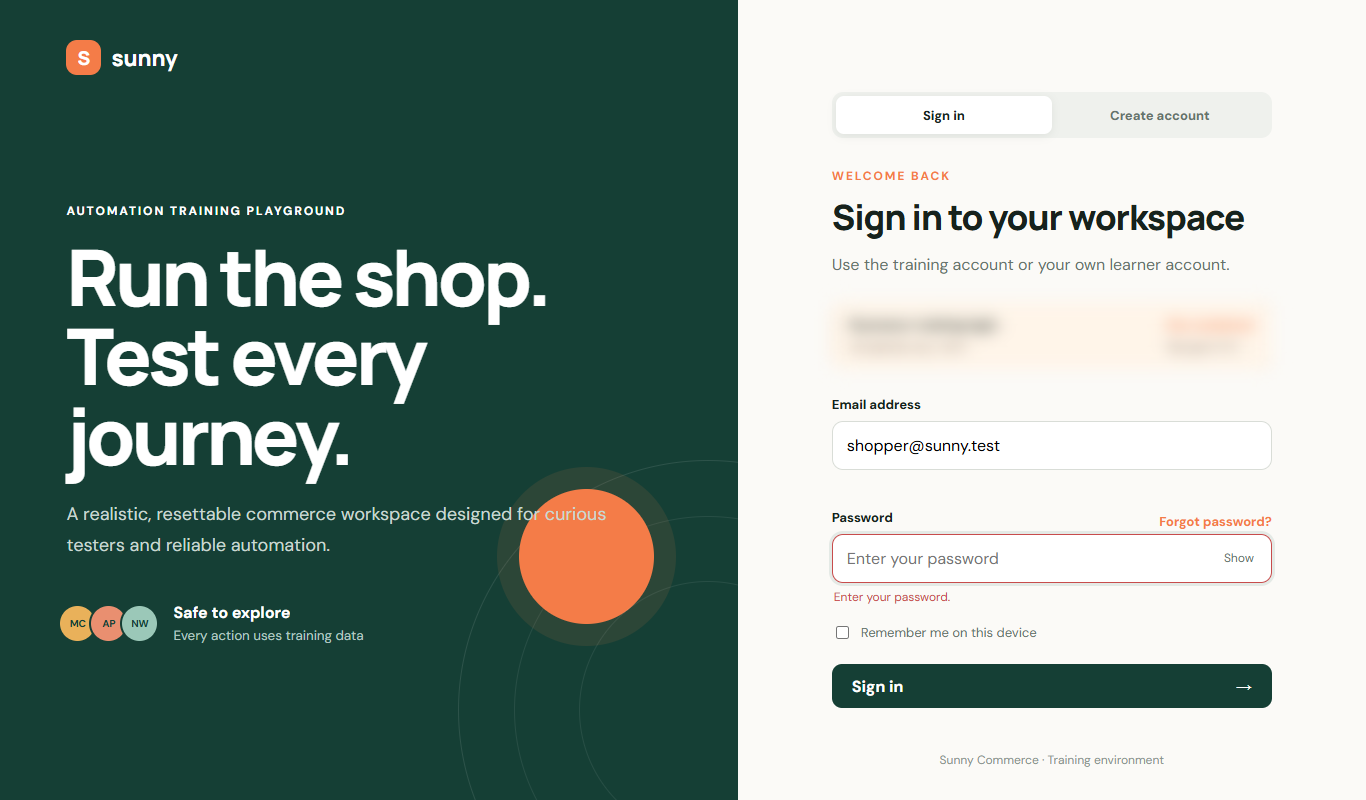 S sunny
AUTOMATION TRAINING PLAYGROUND
Run the shop.
Test every
journey.
A realistic, resettable commerce workspace designed for curious
testers and reliable automation.
MC AP NW
Safe to explore
Every action uses training data
Sign in
Create account
WELCOME BACK
Sign in to your workspace
Use the training account or your own learner account.
Email address
shopper@sunny.test
Password
Forgot password?
Enter your password
Show
Enter your password.
Remember me on this device
Sign in →
Sunny Commerce · Training environment